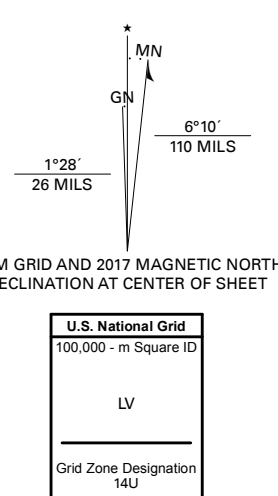 ★
MN
GN
6°10´
110 MILS
1°28´
26 MILS
M GRID AND 2017 MAGNETIC NORTH
ECLINATION AT CENTER OF SHEET
U.S. National Grid
100,000 - m Square ID
LV
Grid Zone Designation
14U